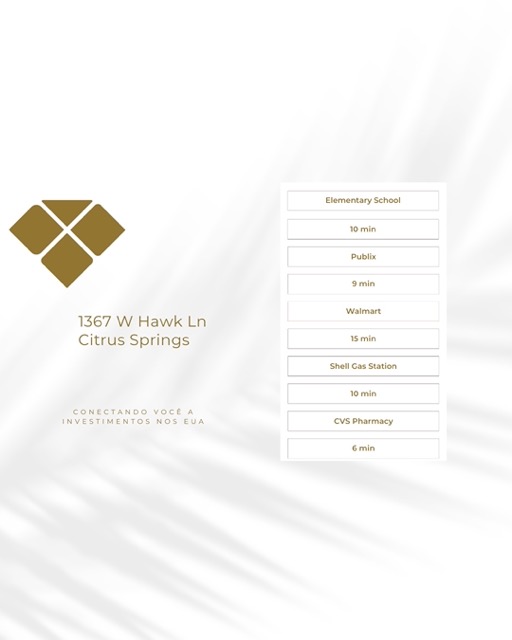 1367 W Hawk Ln
Citrus Springs
CONECTANDO VOCÊ A
INVESTIMENTOS NOS EUA
Elementary School
10 min
Publix
9 min
Walmart
15 min
Shell Gas Station
10 min
CVS Pharmacy
6 min